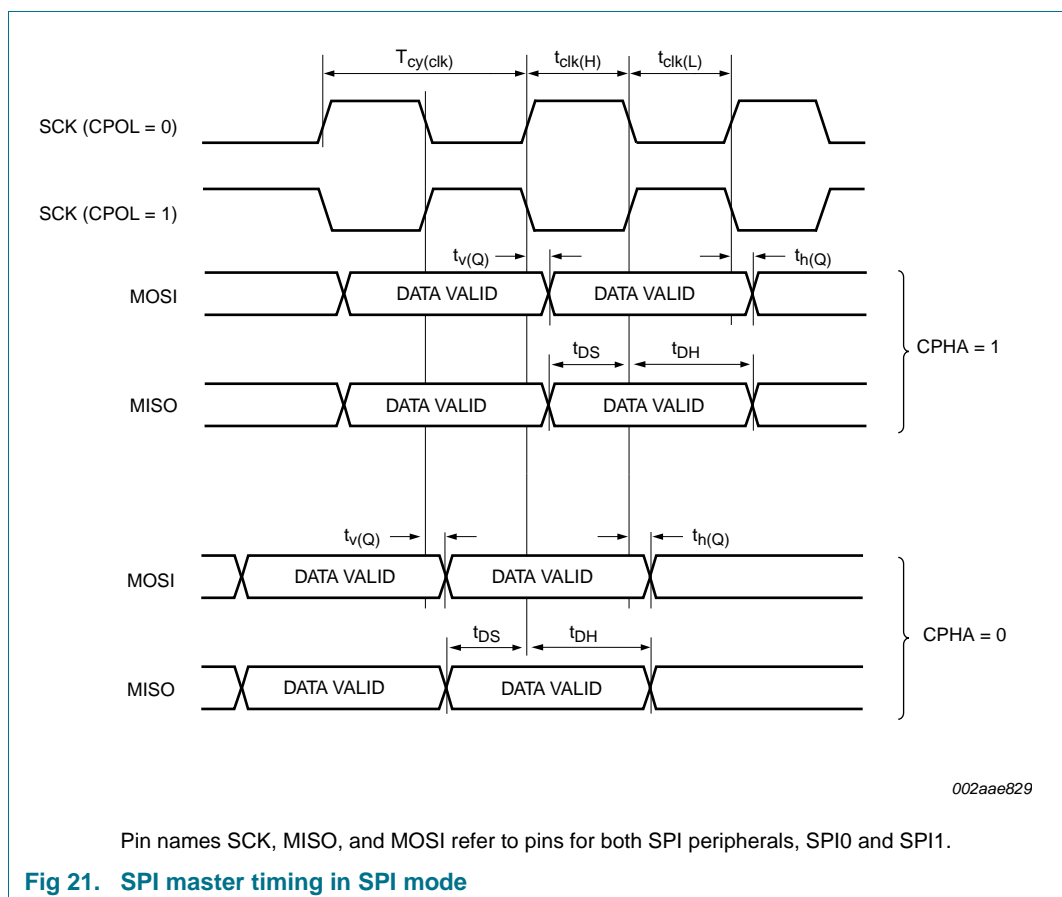 Tcy(clk) tclk(H) tclk(L)
SCK (CPOL = 0)
SCK (CPOL = 1)
tv(Q) th(Q)
MOSI DATA VALID DATA VALID
CPHA = 1
tDS tDH
MISO DATA VALID DATA VALID
tv(Q) th(Q)
MOSI DATA VALID DATA VALID
CPHA = 0
tDS tDH
MISO DATA VALID DATA VALID
002aae829
Pin names SCK, MISO, and MOSI refer to pins for both SPI peripherals, SPI0 and SPI1.
Fig 21. SPI master timing in SPI mode